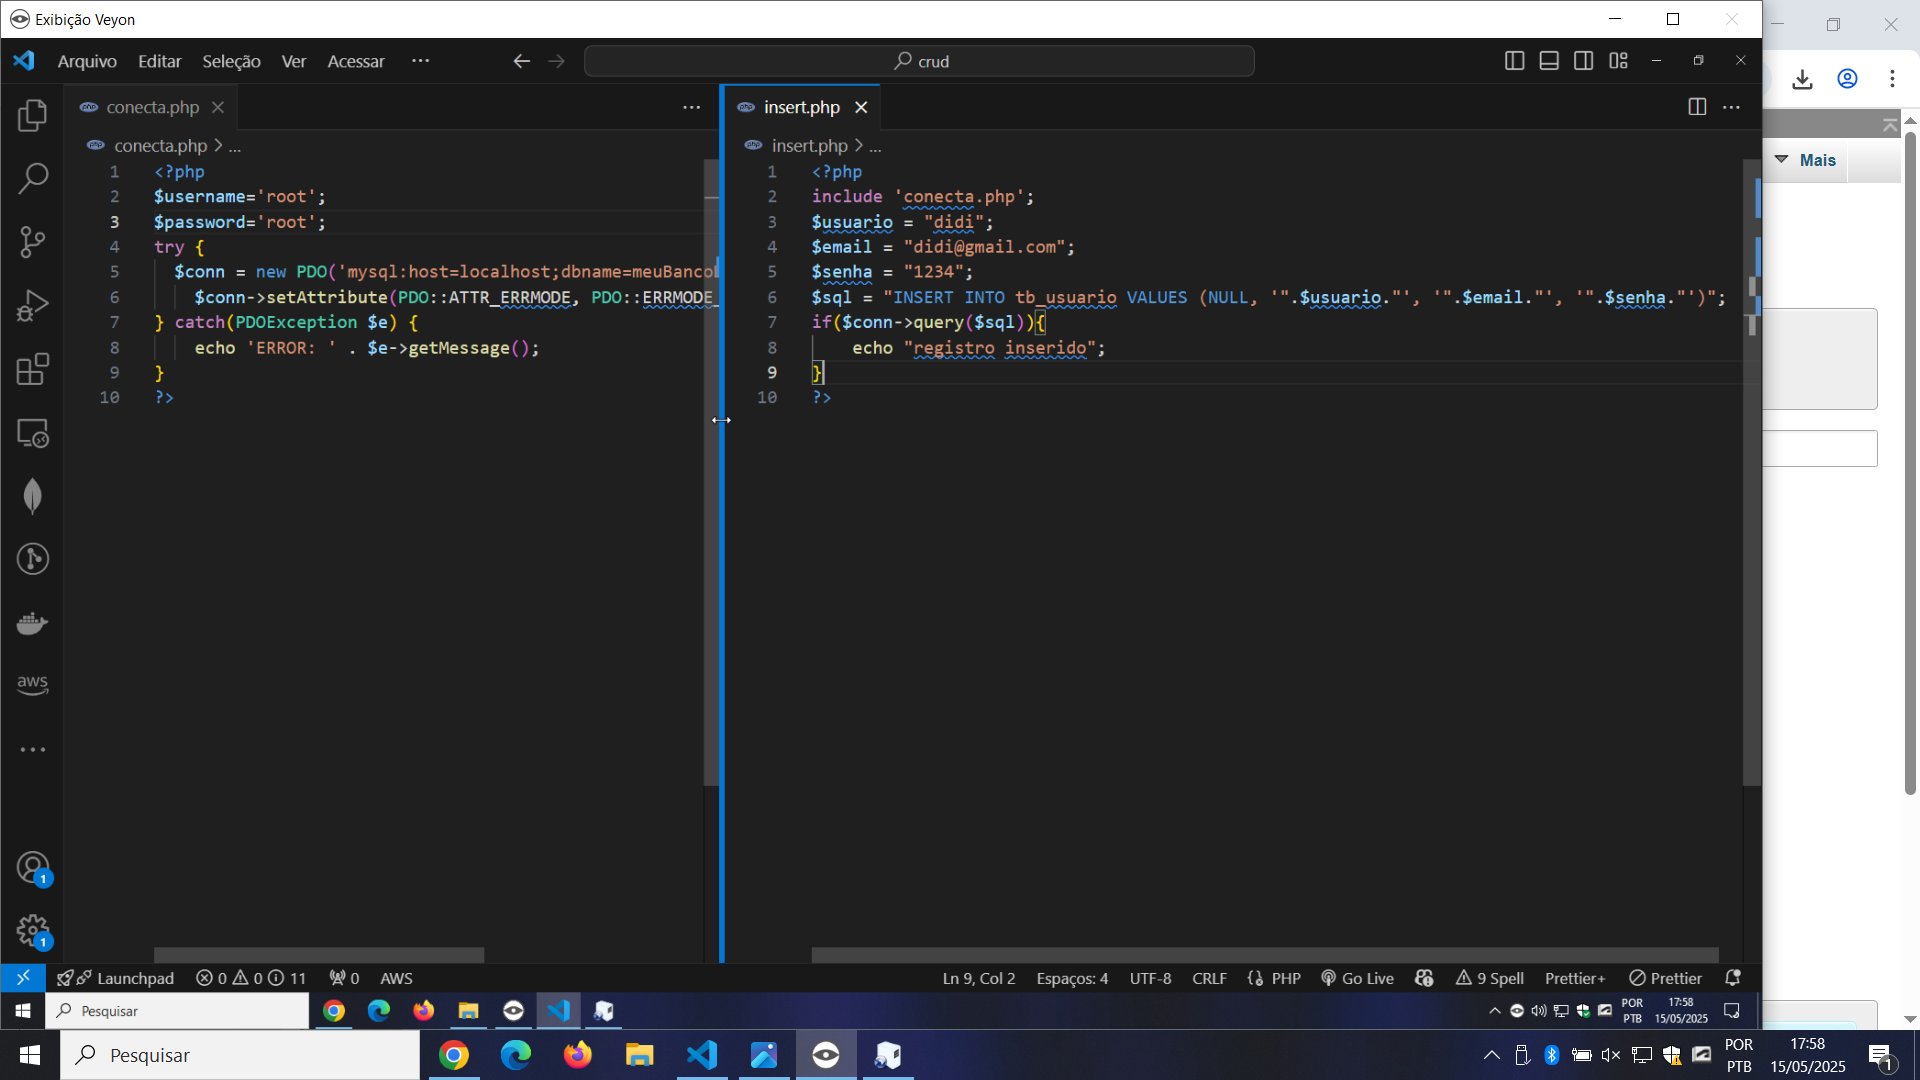 Exibição Veyon
Arquivo Editar Seleção Ver Acessar ··· crud
conecta.php
conecta.php > ...
1 <?php
2 $username='root';
3 $password='root';
4 try {
5 $conn = new PDO('mysql:host=localhost;dbname=meuBanco
6 $conn->setAttribute(PDO::ATTR_ERRMODE, PDO::ERRMODE_
7 } catch(PDOException $e) {
8 echo 'ERROR: ' . $e->getMessage();
9 }
10 ?>
insert.php
insert.php > ...
1 <?php
2 include 'conecta.php';
3 $usuario = "didi";
4 $email = "didi@gmail.com";
5 $senha = "1234";
6 $sql = "INSERT INTO tb_usuario VALUES (NULL, '".$usuario."', '".$email."', '".$senha."')";
7 if($conn->query($sql)){
8 echo "registro inserido";
9 }
10 ?>
Mais
aws
1
1
Launchpad 0 0 11 0 AWS Ln 9, Col 2 Espaços: 4 UTF-8 CRLF PHP Go Live 9 Spell Prettier+ Prettier
Pesquisar
POR
PTB
17:58
15/05/2025
Pesquisar
POR
PTB
17:58
15/05/2025
1